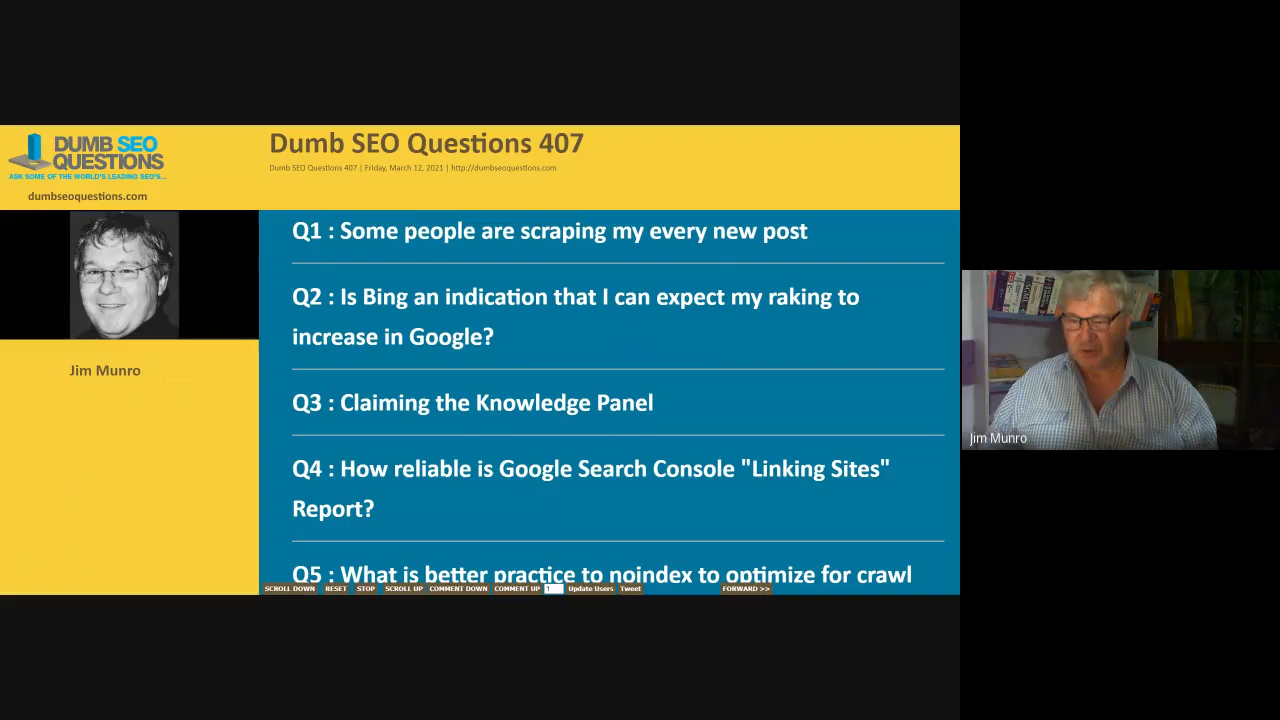 DUMB SEO
QUESTIONS
ASK SOME OF THE WORLD'S LEADING SEO'S...
dumbseoquestions.com
Dumb SEO Questions 407
Dumb SEO Questions 407 | Friday, March 12, 2021 | http://dumbseoquestions.com
Jim Munro
Q1 : Some people are scraping my every new post
Q2 : Is Bing an indication that I can expect my raking to
increase in Google?
Q3 : Claiming the Knowledge Panel
Q4 : How reliable is Google Search Console "Linking Sites"
Report?
Q5 : What is better practice to noindex to optimize for crawl
SCROLL DOWN RESET STOP SCROLL UP COMMENT DOWN COMMENT UP 1 Update Users Tweet FORWARD >>
Jim Munro